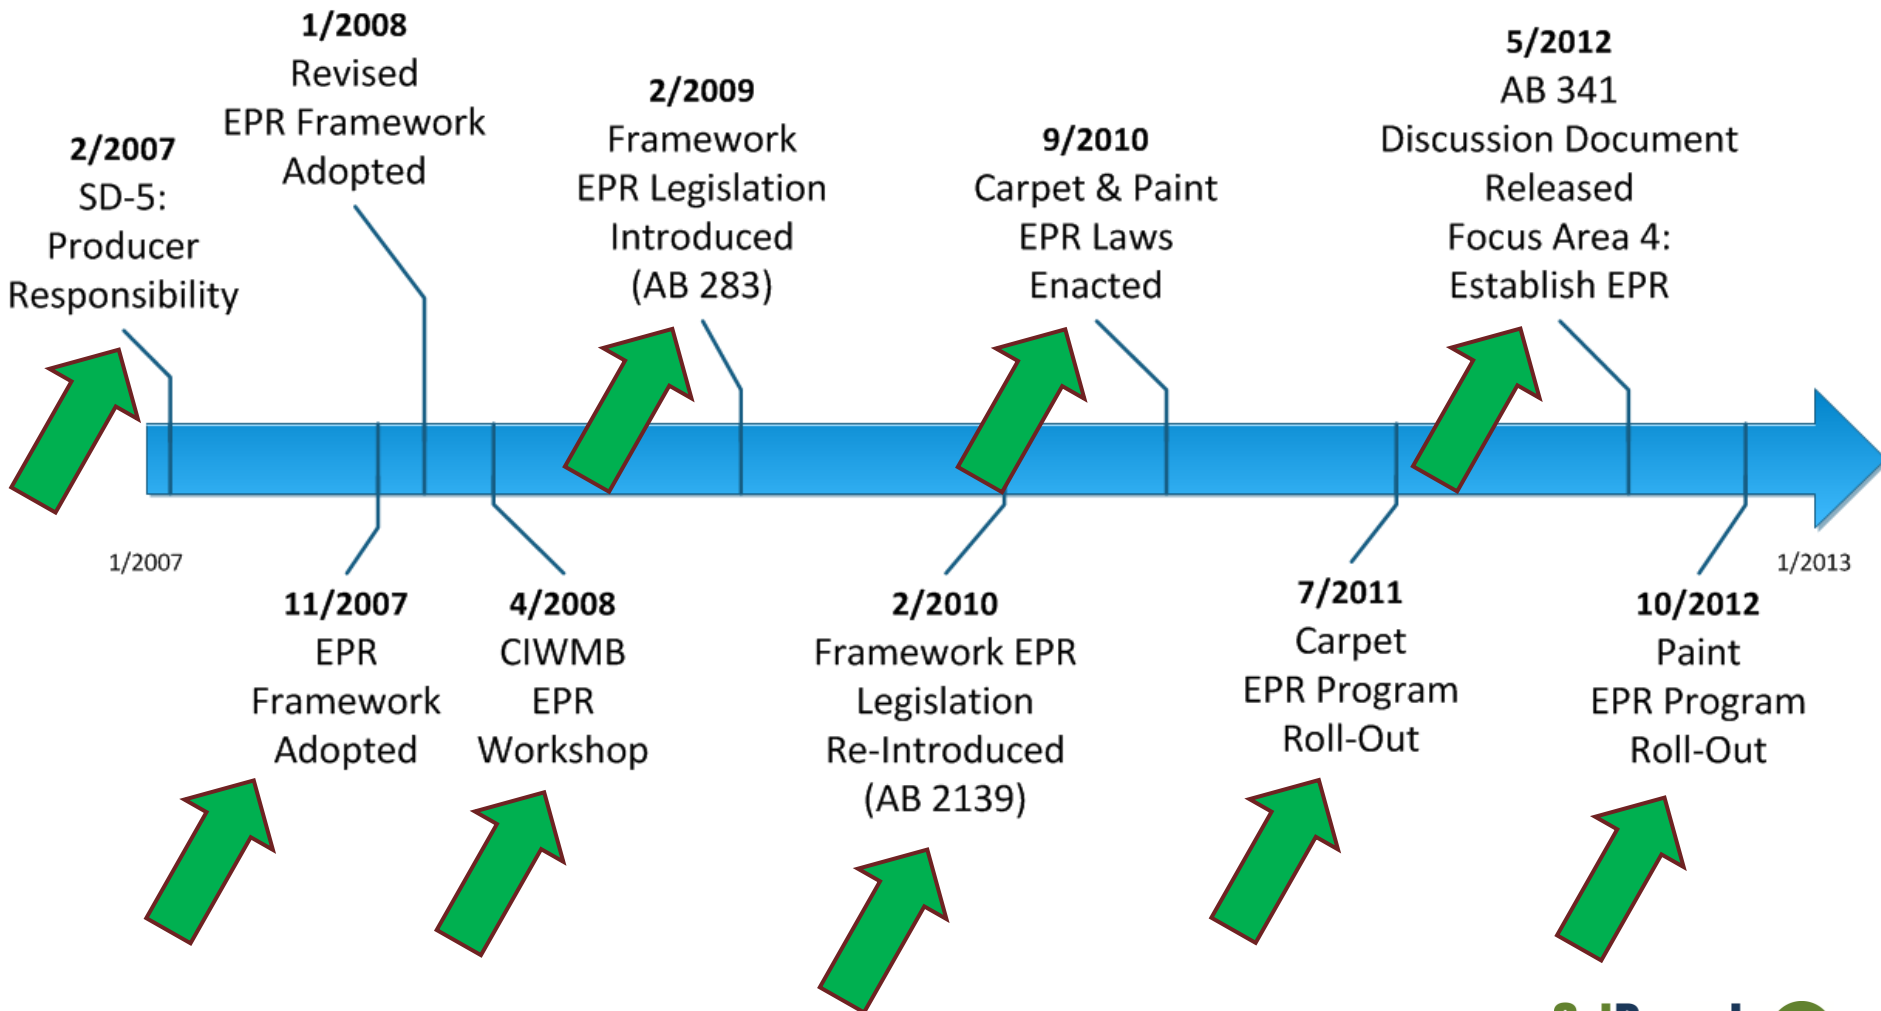 1/2008
Revised
EPR Framework
Adopted
5/2012
AB 341
Discussion Document
Released
Focus Area 4:
Establish EPR
2/2009
Framework
EPR Legislation
Introduced
(AB 283)
9/2010
Carpet & Paint
EPR Laws
Enacted
2/2007
SD-5:
Producer
Responsibility
1/2007
1/2013
11/2007
EPR
Framework
Adopted
4/2008
CIWMB
EPR
Workshop
2/2010
Framework EPR
Legislation
Re-Introduced
(AB 2139)
7/2011
Carpet
EPR Program
Roll-Out
10/2012
Paint
EPR Program
Roll-Out